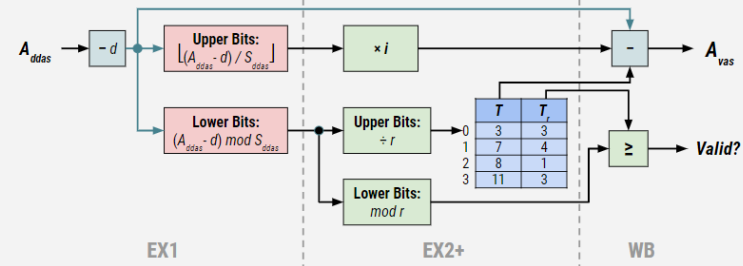 A_ddas
– d
Upper Bits:
⌊(A_ddas - d) / S_ddas⌋
× i
-
A_vas
Lower Bits:
(A_ddas - d) mod S_ddas
Upper Bits:
÷ r
T T_r
0 3 3
1 7 4
2 8 1
3 11 3
≥
Valid?
Lower Bits:
mod r
EX1 EX2+ WB